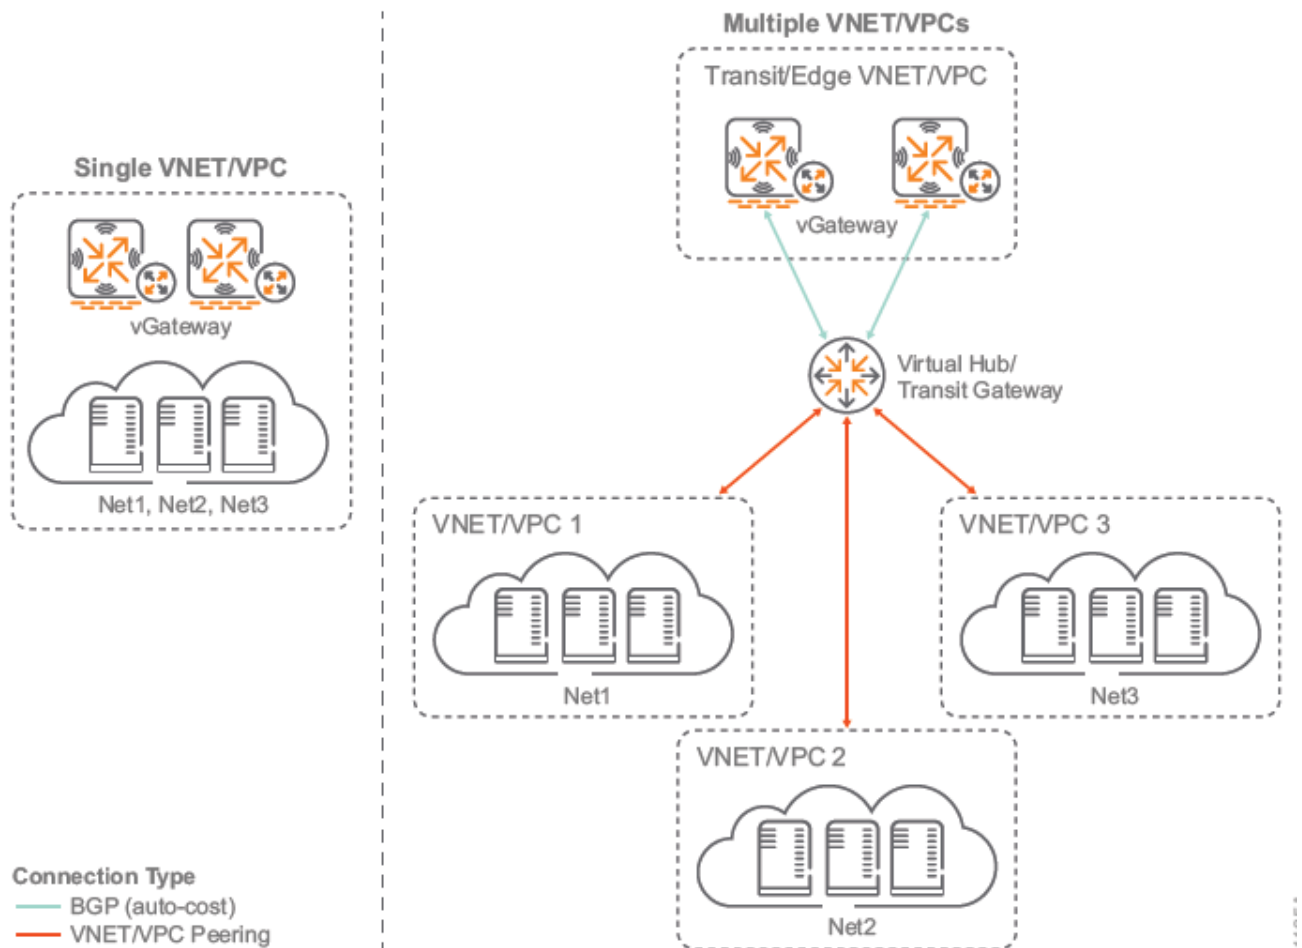 Single VNET/VPC
vGateway
Net1, Net2, Net3
Multiple VNET/VPCs
Transit/Edge VNET/VPC
vGateway
Virtual Hub/
Transit Gateway
VNET/VPC 1
Net1
VNET/VPC 3
Net3
VNET/VPC 2
Net2
Connection Type
BGP (auto-cost)
VNET/VPC Peering